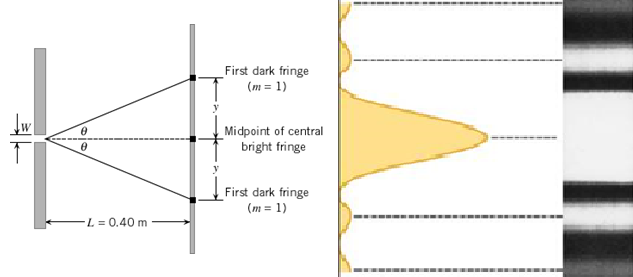 First dark fringe
(m = 1)
y
W
θ
θ
Midpoint of central
bright fringe
y
First dark fringe
(m = 1)
L = 0.40 m